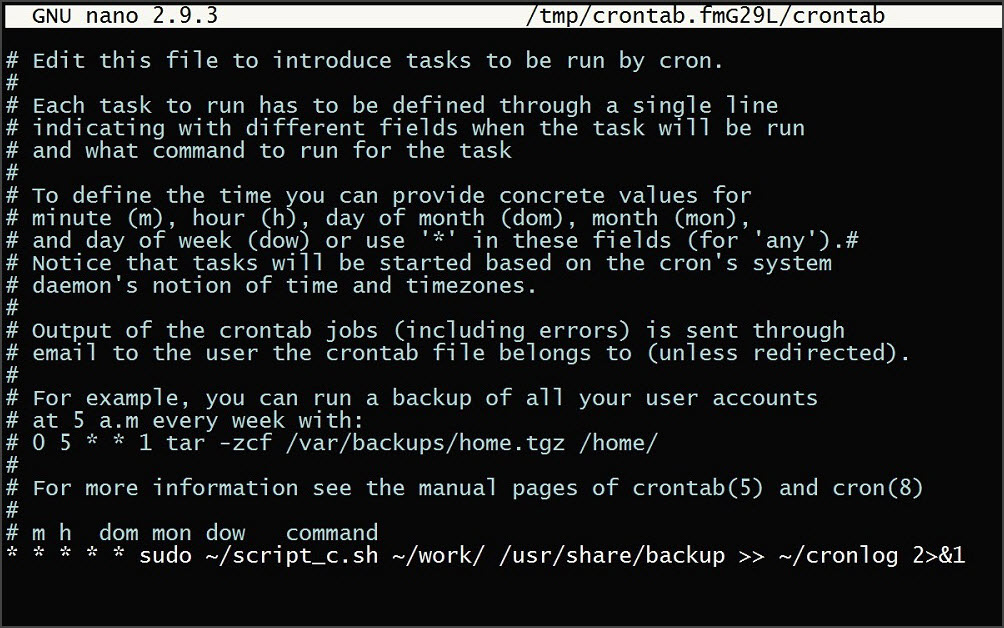 GNU nano 2.9.3 /tmp/crontab.fmG29L/crontab
# Edit this file to introduce tasks to be run by cron.
#
# Each task to run has to be defined through a single line
# indicating with different fields when the task will be run
# and what command to run for the task
#
# To define the time you can provide concrete values for
# minute (m), hour (h), day of month (dom), month (mon),
# and day of week (dow) or use '*' in these fields (for 'any').#
# Notice that tasks will be started based on the cron's system
# daemon's notion of time and timezones.
#
# Output of the crontab jobs (including errors) is sent through
# email to the user the crontab file belongs to (unless redirected).
#
# For example, you can run a backup of all your user accounts
# at 5 a.m every week with:
# 0 5 * * 1 tar -zcf /var/backups/home.tgz /home/
#
# For more information see the manual pages of crontab(5) and cron(8)
#
# m h  dom mon dow   command
* * * * * sudo ~/script_c.sh ~/work/ /usr/share/backup >> ~/cronlog 2>&1